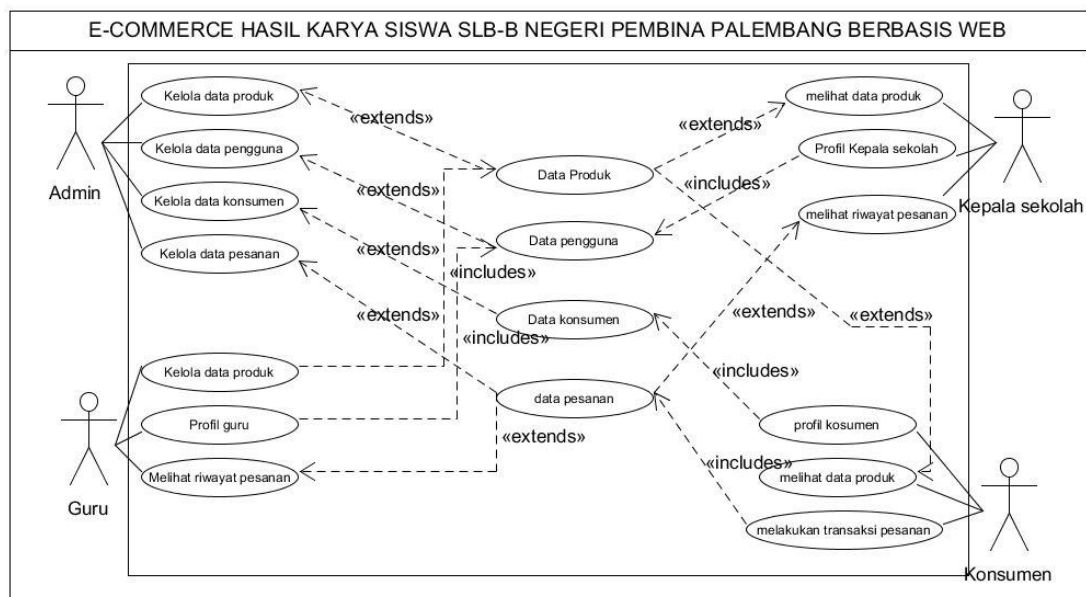 E-COMMERCE HASIL KARYA SISWA SLB-B NEGERI PEMBINA PALEMBANG BERBASIS WEB
Kelola data produk
Kelola data pengguna
Kelola data konsumen
Kelola data pesanan
Admin
Kelola data produk
Profil guru
Melihat riwayat pesanan
Guru
«extends»
«extends»
«extends»
«includes»
«extends»
«includes»
«extends»
Data Produk
Data pengguna
Data konsumen
data pesanan
«extends»
«includes»
«extends»
«extends»
«includes»
«includes»
melihat data produk
Profil Kepala sekolah
melihat riwayat pesanan
Kepala sekolah
profil kosumen
melihat data produk
melakukan transaksi pesanan
Konsumen